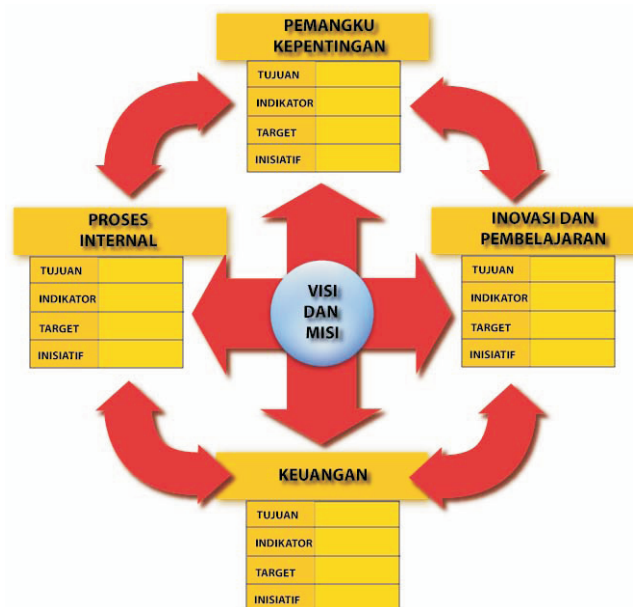 PEMANGKU
KEPENTINGAN
TUJUAN
INDIKATOR
TARGET
INISIATIF
PROSES
INTERNAL
TUJUAN
INDIKATOR
TARGET
INISIATIF
VISI
DAN
MISI
INOVASI DAN
PEMBELAJARAN
TUJUAN
INDIKATOR
TARGET
INISIATIF
KEUANGAN
TUJUAN
INDIKATOR
TARGET
INISIATIF